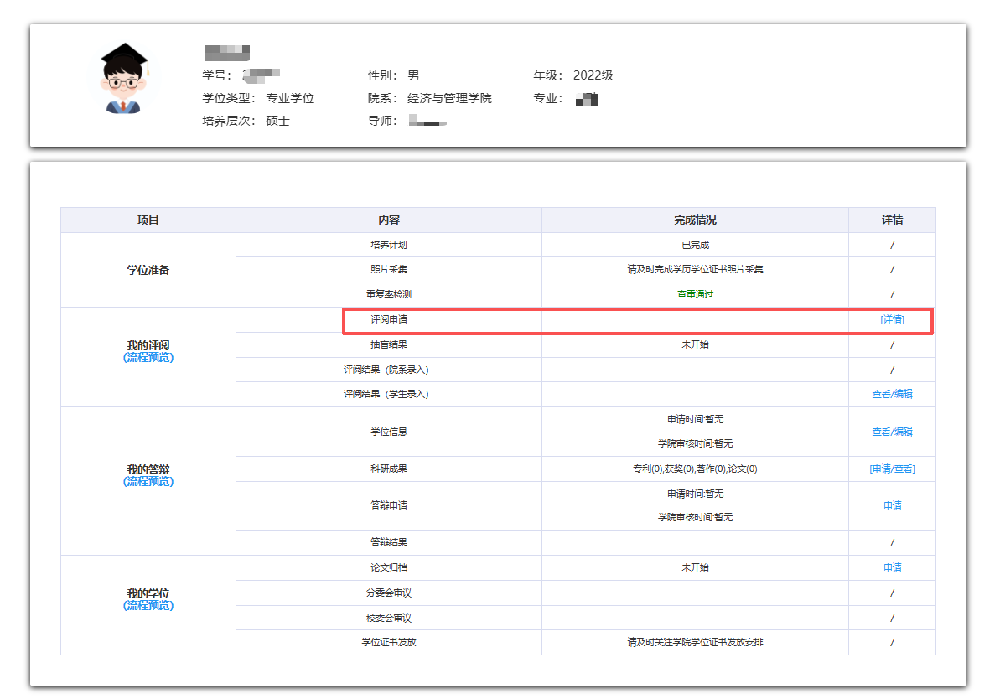 学号：
性别： 男
年级： 2022级
学位类型： 专业学位
院系： 经济与管理学院
专业：
培养层次： 硕士
导师：
项目 内容 完成情况 详情
学位准备
培养计划 已完成 /
照片采集 请及时完成学历学位证书照片采集 /
重复率检测 查重通过 /
我的评阅
(流程预览)
评阅申请 [详情]
抽盲结果 未开始 /
评阅结果（院系录入） /
评阅结果（学生录入） 查看/编辑
我的答辩
(流程预览)
学位信息
申请时间:暂无
学院审核时间:暂无
查看/编辑
科研成果 专利(0),获奖(0),著作(0),论文(0) [申请/查看]
答辩申请
申请时间:暂无
学院审核时间:暂无
申请
答辩结果 /
我的学位
(流程预览)
论文归档 未开始 申请
分委会审议 /
校委会审议 /
学位证书发放 请及时关注学院学位证书发放安排 /